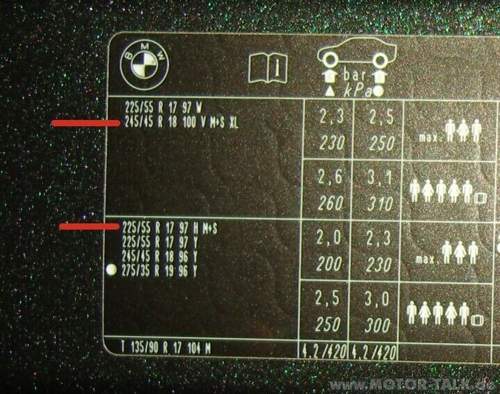 BMW
i
bar
kPa
225/55 R 17 97 W
245/45 R 18 100 V M+S XL
2,3 2,5
230 250
max.
2,6 3,1
260 310
225/55 R 17 97 H M+S
225/55 R 17 97 Y
245/45 R 18 96 Y
275/35 R 19 96 Y
2,0 2,3
200 230
max.
2,5 3,0
250 300
T 135/90 R 17 104 M 4.2/420 4.2/420
www.MOTOR-TALK.de